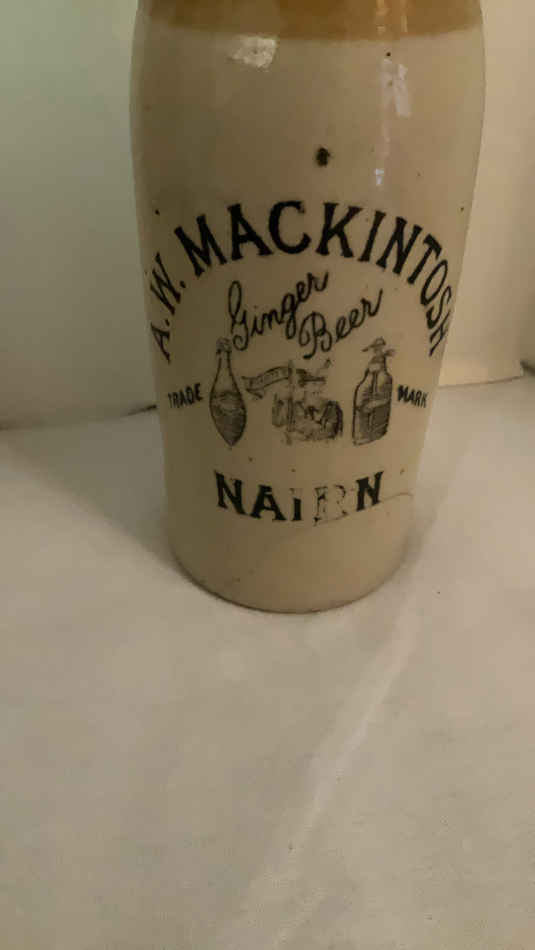 A. W. MACKINTOSH
Ginger
Beer
TRADE MARK
NAIRN